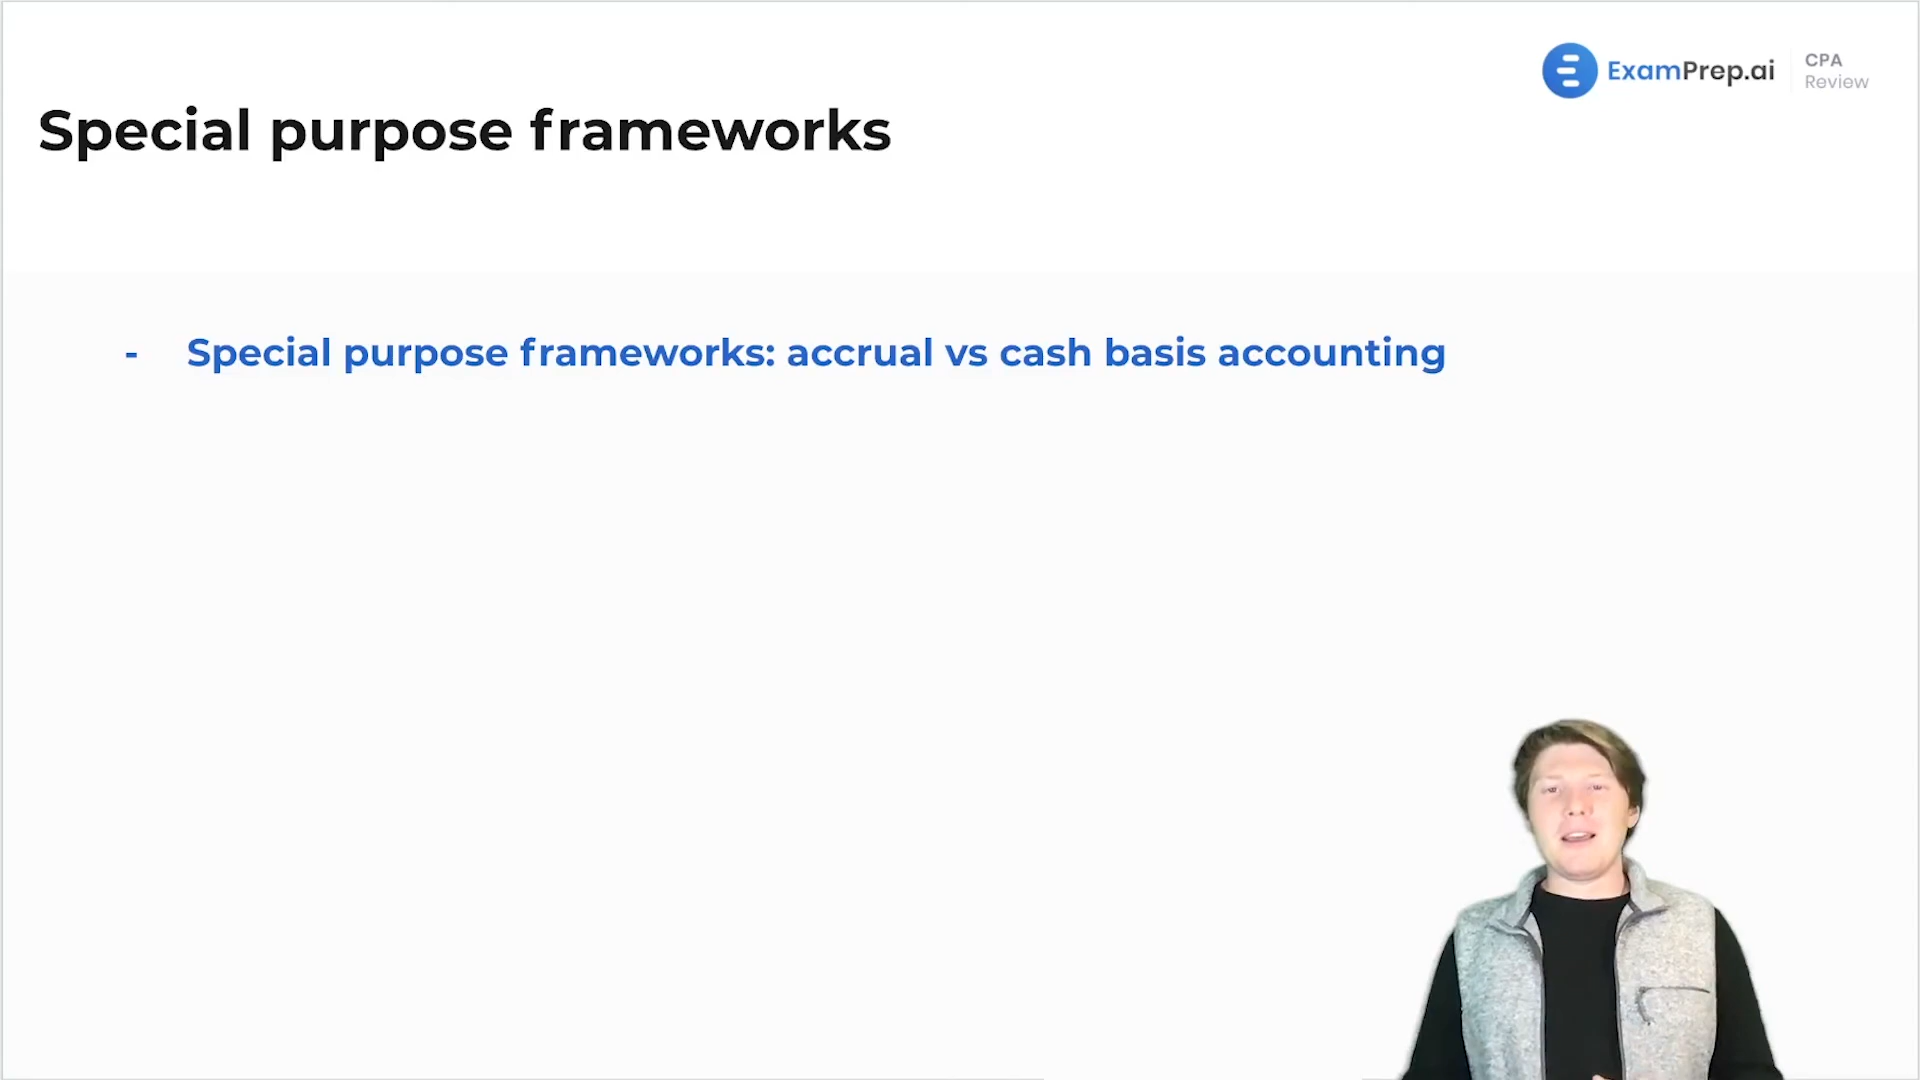 ExamPrep.ai
CPA
Review
Special purpose frameworks
- Special purpose frameworks: accrual vs cash basis accounting